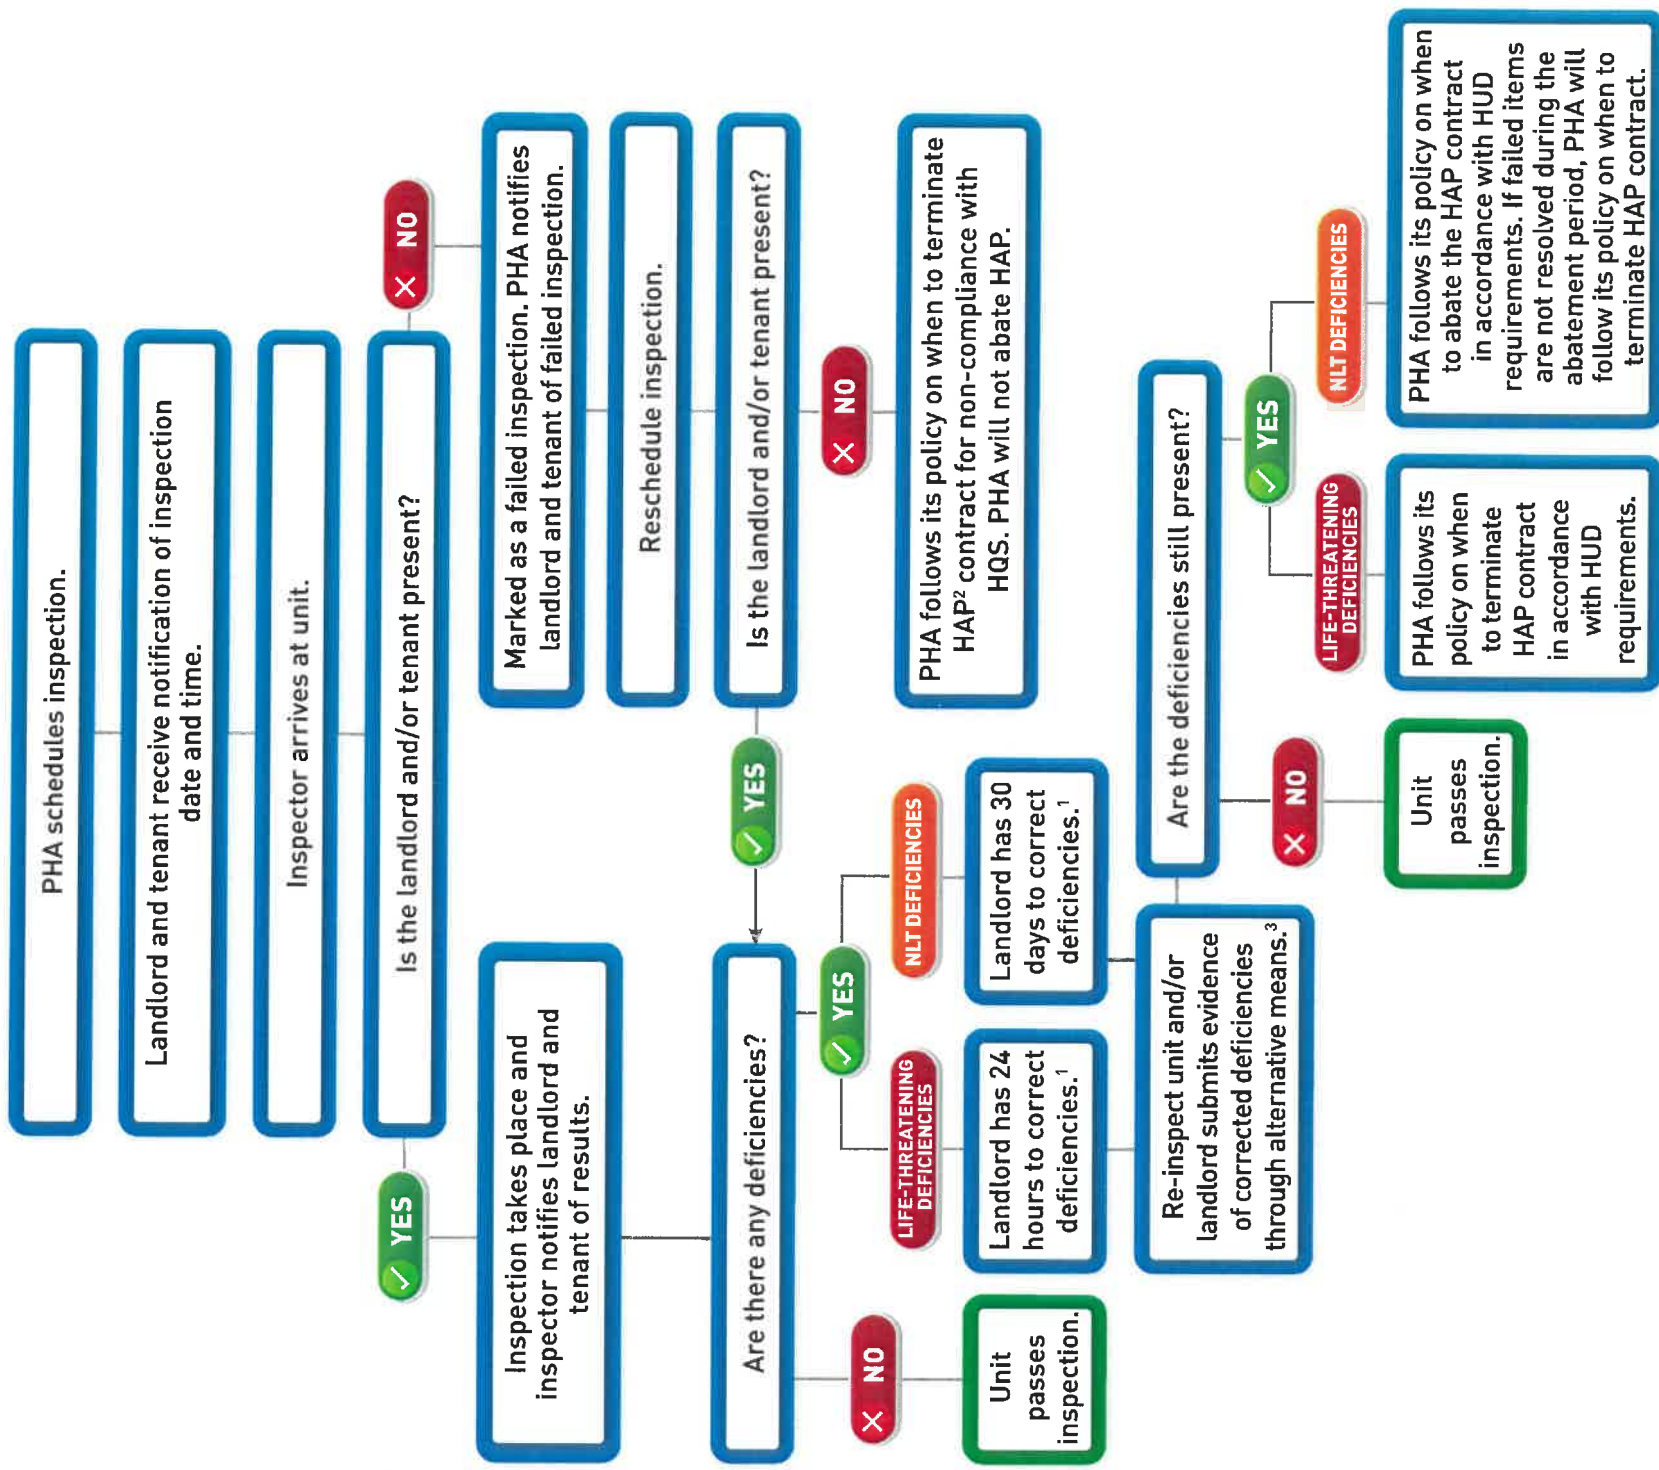 PHA schedules inspection.
Landlord and tenant receive notification of inspection
date and time.
Inspector arrives at unit.
Is the landlord and/or tenant present?
✓ YES
X NO
Inspection takes place and
inspector notifies landlord and
tenant of results.
Marked as a failed inspection. PHA notifies
landlord and tenant of failed inspection.
Reschedule inspection.
Is the landlord and/or tenant present?
✓ YES
X NO
PHA follows its policy on when to terminate
HAP² contract for non-compliance with
HQS. PHA will not abate HAP.
Are there any deficiencies?
X NO
✓ YES
Unit
passes
inspection.
LIFE-THREATENING
DEFICIENCIES
NLT DEFICIENCIES
Landlord has 24
hours to correct
deficiencies.¹
Landlord has 30
days to correct
deficiencies.¹
Re-inspect unit and/or
landlord submits evidence
of corrected deficiencies
through alternative means.³
Are the deficiencies still present?
X NO
✓ YES
Unit
passes
inspection.
LIFE-THREATENING
DEFICIENCIES
NLT DEFICIENCIES
PHA follows its
policy on when
to terminate
HAP contract
in accordance
with HUD
requirements.
PHA follows its policy on when
to abate the HAP contract
in accordance with HUD
requirements. If failed items
are not resolved during the
abatement period, PHA will
follow its policy on when to
terminate HAP contract.